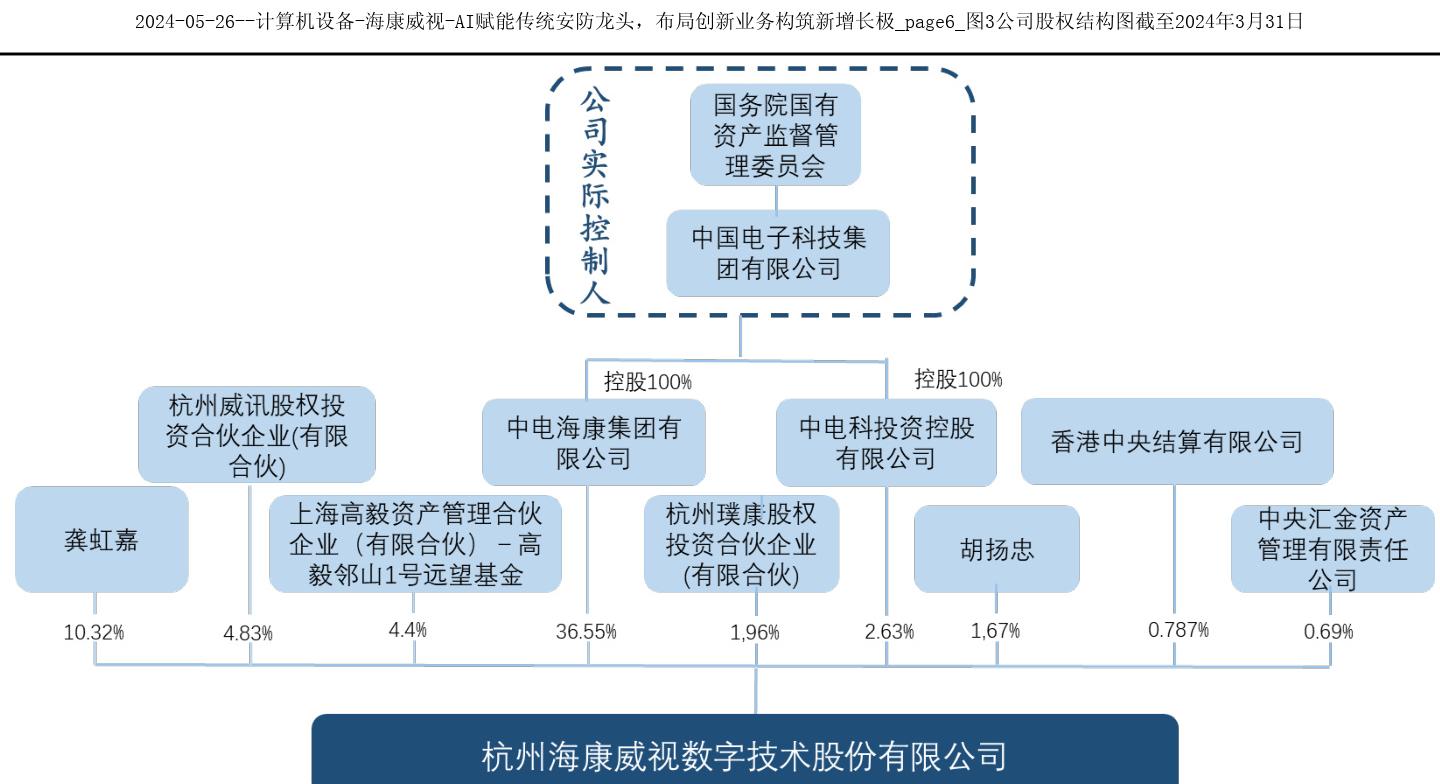 2024-05-26--计算机设备-海康威视-AI赋能传统安防龙头，布局创新业务构筑新增长极_page6_图3公司股权结构图截至2024年3月31日
公司实际控制人
国务院国有
资产监督管
理委员会
中国电子科技集
团有限公司
控股100%
控股100%
杭州威讯股权投
资合伙企业(有限
合伙)
中电海康集团有
限公司
中电科投资控股
有限公司
香港中央结算有限公司
龚虹嘉
上海高毅资产管理合伙
企业（有限合伙）－高
毅邻山1号远望基金
杭州璞康股权
投资合伙企业
(有限合伙)
胡扬忠
中央汇金资产
管理有限责任
公司
10.32%
4.83%
4.4%
36.55%
1,96%
2.63%
1,67%
0.787%
0.69%
杭州海康威视数字技术股份有限公司